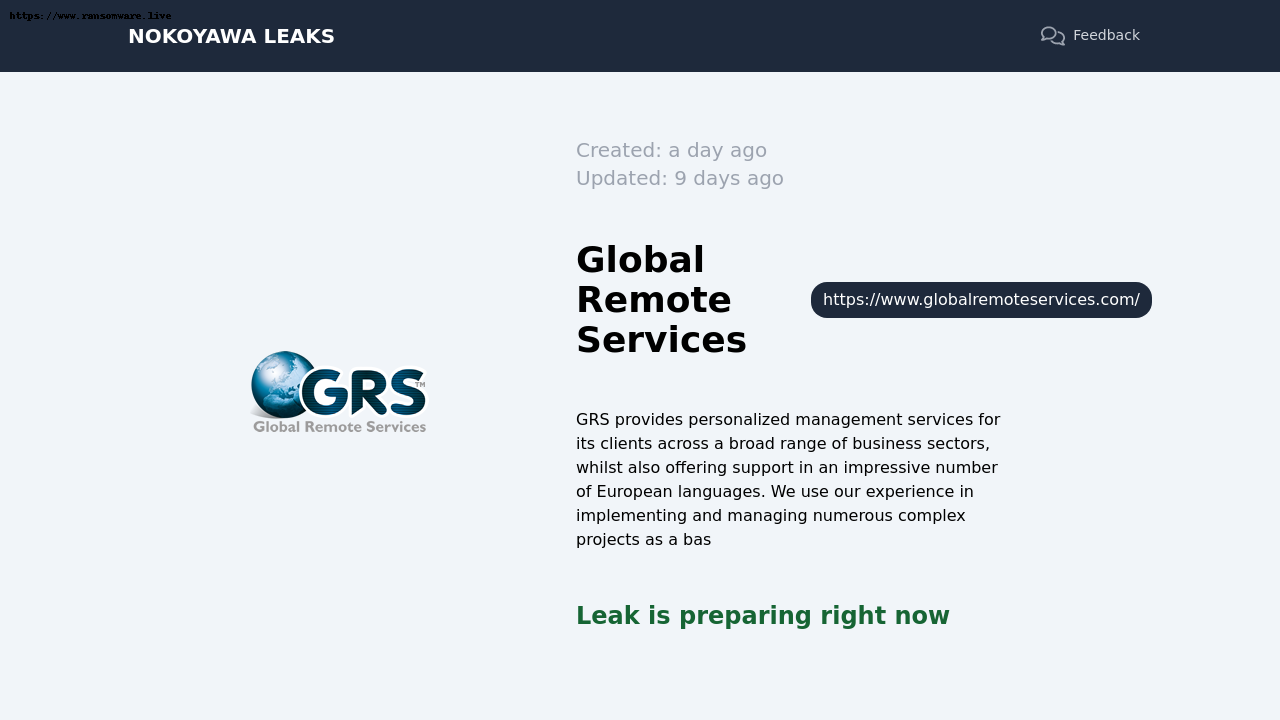 https://www.ransomware.live
NOKOYAWA LEAKS
Feedback
Created: a day ago
Updated: 9 days ago
Global
Remote
Services
https://www.globalremoteservices.com/
GRS™
Global Remote Services
GRS provides personalized management services for
its clients across a broad range of business sectors,
whilst also offering support in an impressive number
of European languages. We use our experience in
implementing and managing numerous complex
projects as a bas
Leak is preparing right now